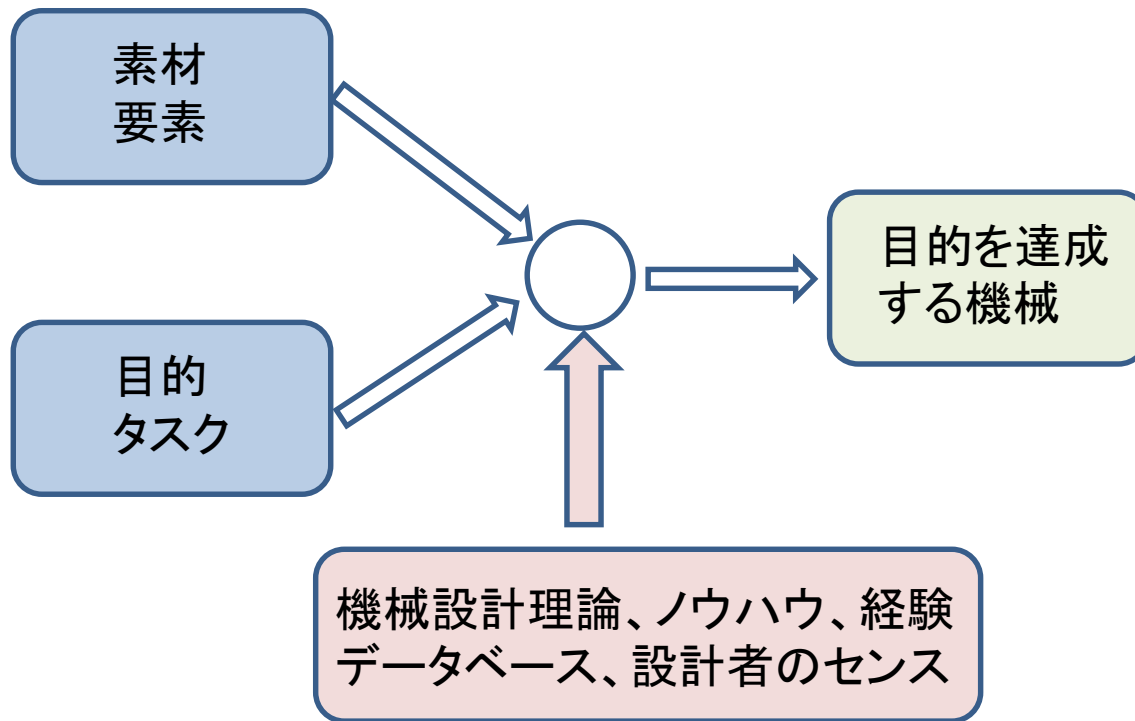 素材
要素
目的を達成
する機械
目的
タスク
機械設計理論、ノウハウ、経験
データベース、設計者のセンス